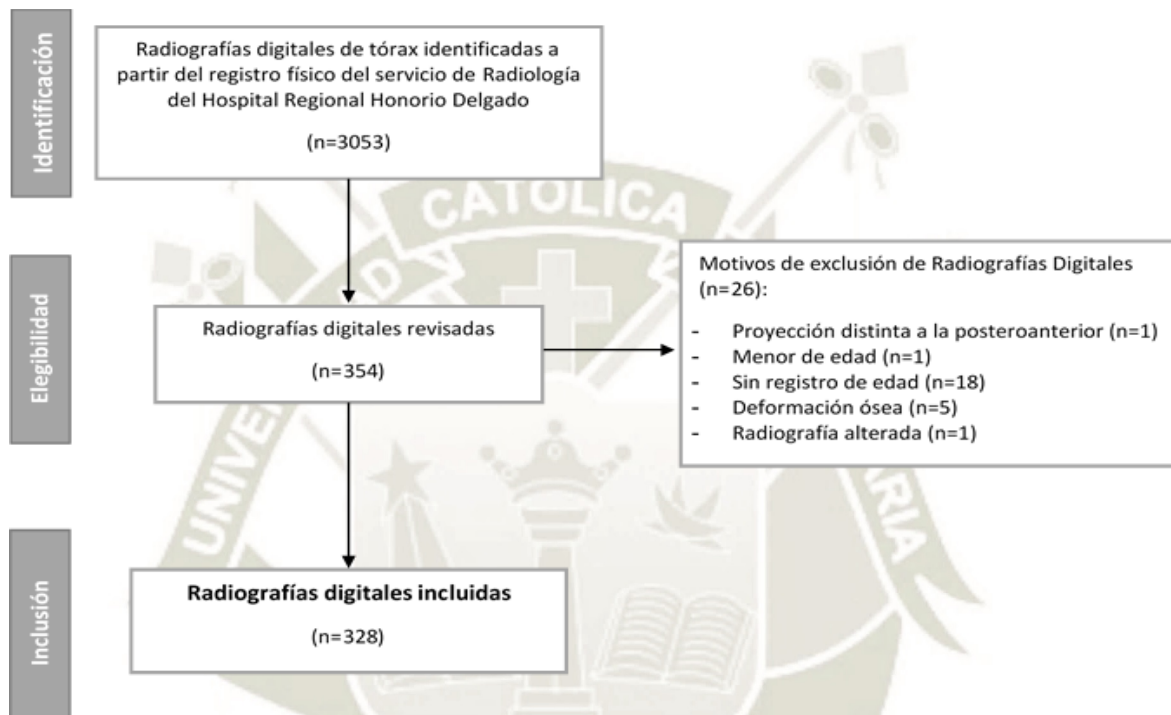 Identificación
Radiografías digitales de tórax identificadas a
partir del registro físico del servicio de Radiología
del Hospital Regional Honorio Delgado
(n=3053)
CATOLICA
Elegibilidad
Radiografías digitales revisadas
(n=354)
Motivos de exclusión de Radiografías Digitales
(n=26):
- Proyección distinta a la posteroanterior (n=1)
- Menor de edad (n=1)
- Sin registro de edad (n=18)
- Deformación ósea (n=5)
- Radiografía alterada (n=1)
Inclusión
Radiografías digitales incluidas
(n=328)